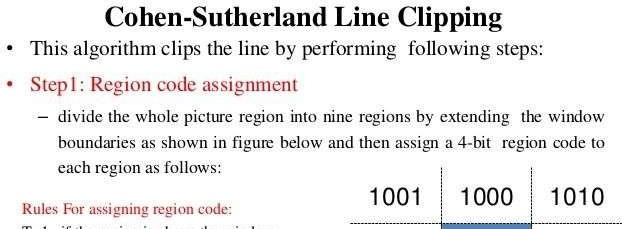 Cohen-Sutherland Line Clipping
• This algorithm clips the line by performing following steps:
• Step1: Region code assignment
– divide the whole picture region into nine regions by extending the window
boundaries as shown in figure below and then assign a 4-bit region code to
each region as follows:
1001 1000 1010
Rules For assigning region code: